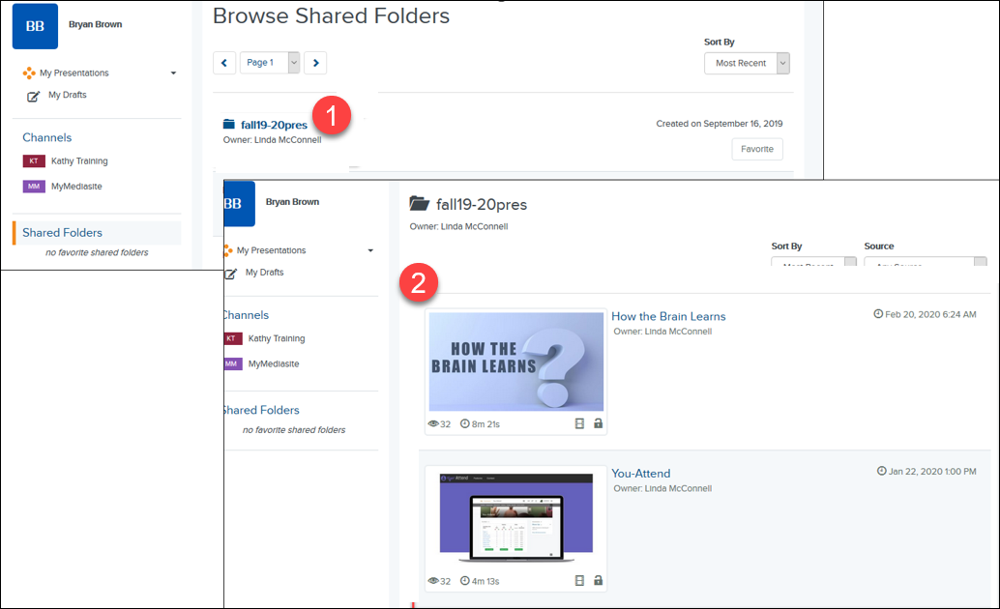 Browse Shared Folders
BB
Bryan Brown
My Presentations
My Drafts
Channels
KT Kathy Training
MM MyMediasite
Shared Folders
no favorite shared folders
Page 1
Sort By
Most Recent
fall19-20pres
1
Owner: Linda McConnell
Created on September 16, 2019
Favorite
BB
Bryan Brown
My Presentations
My Drafts
Channels
KT Kathy Training
MM MyMediasite
Shared Folders
no favorite shared folders
fall19-20pres
Owner: Linda McConnell
Sort By
Source
Most Recent
Any Source
2
HOW THE
BRAIN LEARNS
32
8m 21s
How the Brain Learns
Owner: Linda McConnell
Feb 20, 2020 6:24 AM
32
4m 13s
You-Attend
Owner: Linda McConnell
Jan 22, 2020 1:00 PM